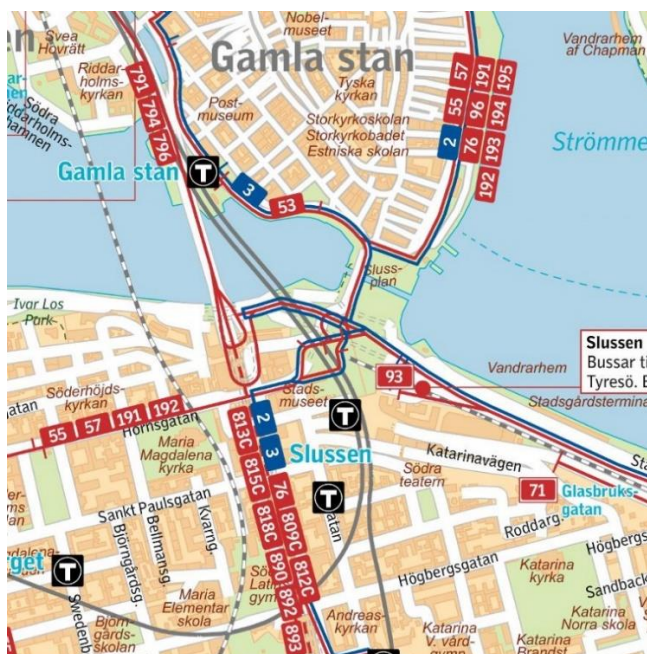 Svea
Hovrätt
Riddar-
holms-
kyrkan
Nobel-
museet
Gamla stan
Vandrarhem
af Chapman
Post-
museum
Tyska
kyrkan
Storkyrkoskolan
Storkyrkobadet
Estniska skolan
791
794
796
2
55
57
76
96
191
192
193
194
195
Strömme
Gamla stan
T
3
53
Sluss-
plan
Ivar Los
Park
Slussen
Bussar ti
Tyresö. B
Vandrarhem
93
Stadsgårdstermina
Söderhöjds-
kyrkan
Stads-
museet
55
57
191
192
Hornsgatan
Maria
Magdalena
kyrka
2
3
Slussen
T
813C
815C
818C
890
892
893
76
809C
812C
Katarinavägen
Södra
teatern
71
Glasbruks-
gatan
Sankt Paulsgatan
Kvarng.
Bellmansg.
Björngårdsg.
T
Roddarg.
Högbergsgatan
Högbergs
Katarina
kyrka
Sandback
T
Maria
Elementar
skola
Björn-
gårds-
skolan
Andreas-
kyrkan
Katarina
V. vård-
gymn
Katarina
Brandst
Katarina
Norra skola